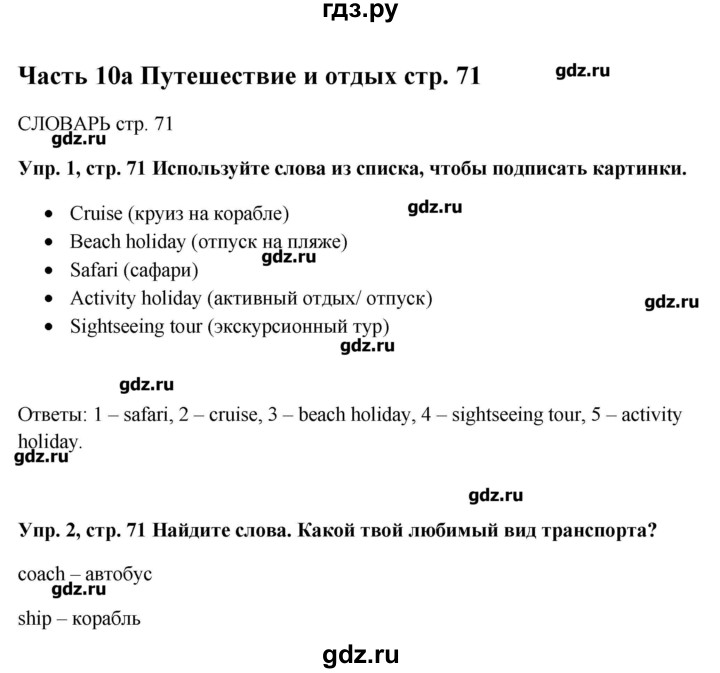 гдз.ру
Часть 10a Путешествие и отдых стр. 71
gdz.ru
СЛОВАРЬ стр. 71
gdz.ru
Упр. 1, стр. 71 Используйте слова из списка, чтобы подписать картинки.
• Cruise (круиз на корабле)
gdz.ru
• Beach holiday (отпуск на пляже)
gdz.ru
• Safari (сафари)
• Activity holiday (активный отдых/ отпуск)
gdz.ru
• Sightseeing tour (экскурсионный тур)
gdz.ru
gdz.ru
Ответы: 1 – safari, 2 – cruise, 3 – beach holiday, 4 – sightseeing tour, 5 – activity
holiday.
gdz.ru
gdz.ru
Упр. 2, стр. 71 Найдите слова. Какой твой любимый вид транспорта?
coach – автобус
gdz.ru
ship – корабль
gdz.ru